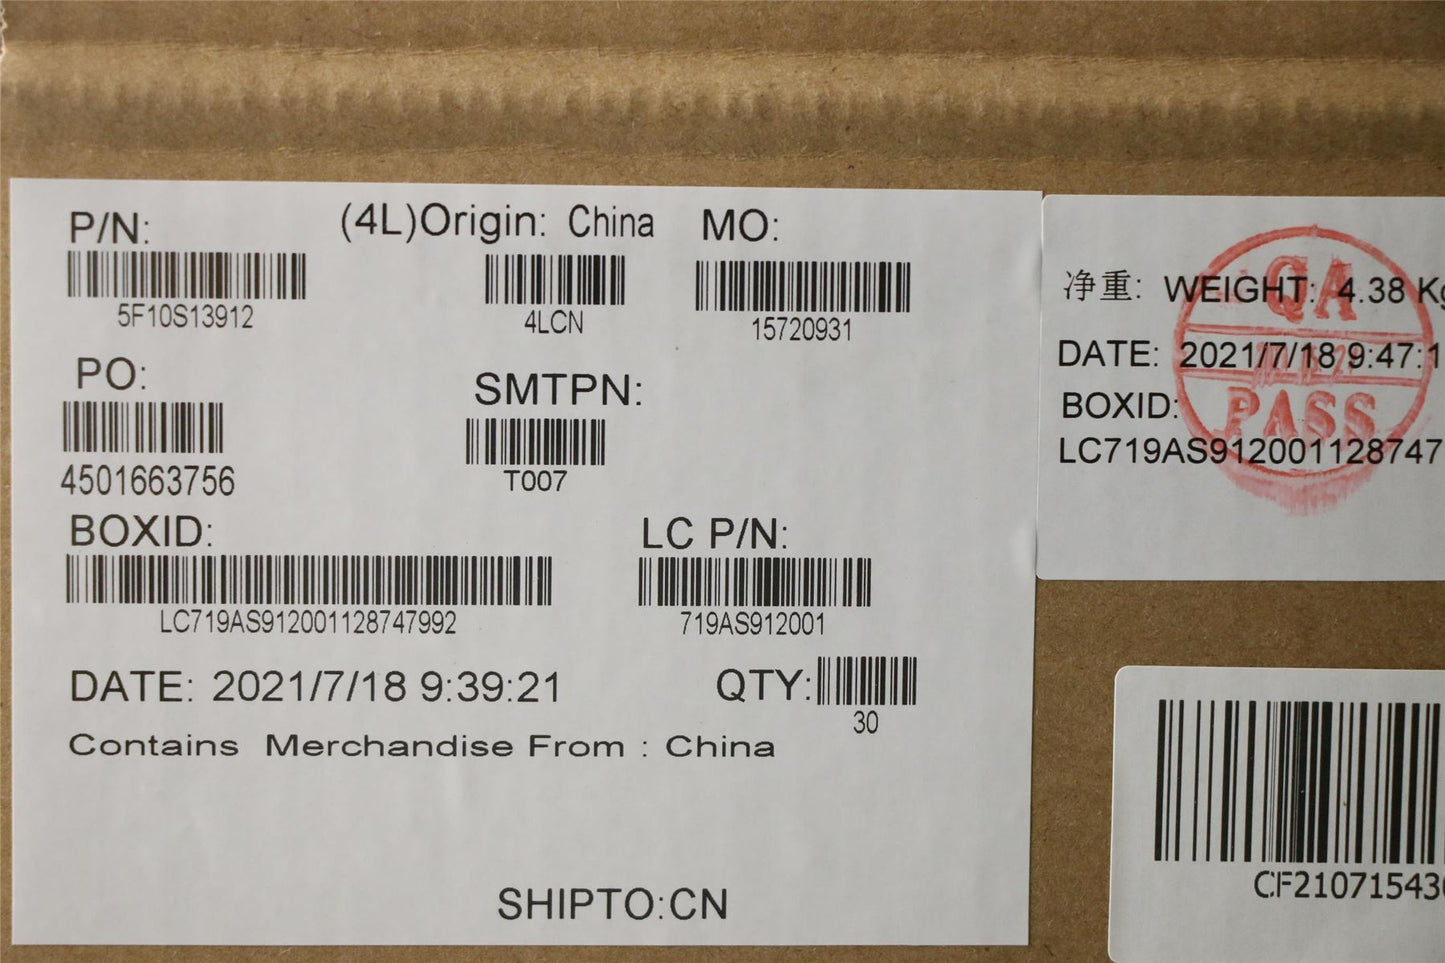 P/N:
5F10S13912
(4L)Origin: China
4LCN
MO:
15720931
PO:
4501663756
SMTPN:
T007
BOXID:
LC719AS912001128747992
LC P/N:
719AS912001
DATE: 2021/7/18 9:39:21
QTY:
30
Contains Merchandise From : China
SHIPTO:CN
净重: WEIGHT: 4.38 Kg
DATE: 2021/7/18 9:47:1
BOXID:
LC719AS912001128747
QA
PASS
CF21071543